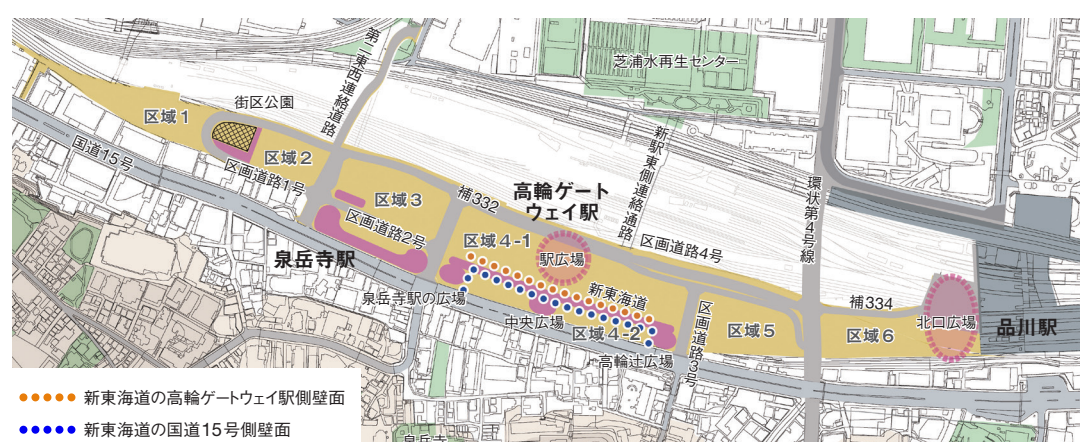 芝浦水再生センター
第二東西連絡道路
街区公園
区域1
国道15号
区域2
区画道路1号
新駅東側連絡通路
環状第4号線
高輪ゲート
ウェイ駅
補332
区域3
区画道路2号
区画道路4号
泉岳寺駅
区域4-1
駅広場
新東海道
泉岳寺駅の広場
中央広場
区域4-2
高輪辻広場
区画道路3号
区域5
補334
区域6
北口広場
品川駅
新東海道の高輪ゲートウェイ駅側壁面
新東海道の国道15号側壁面
泉岳寺